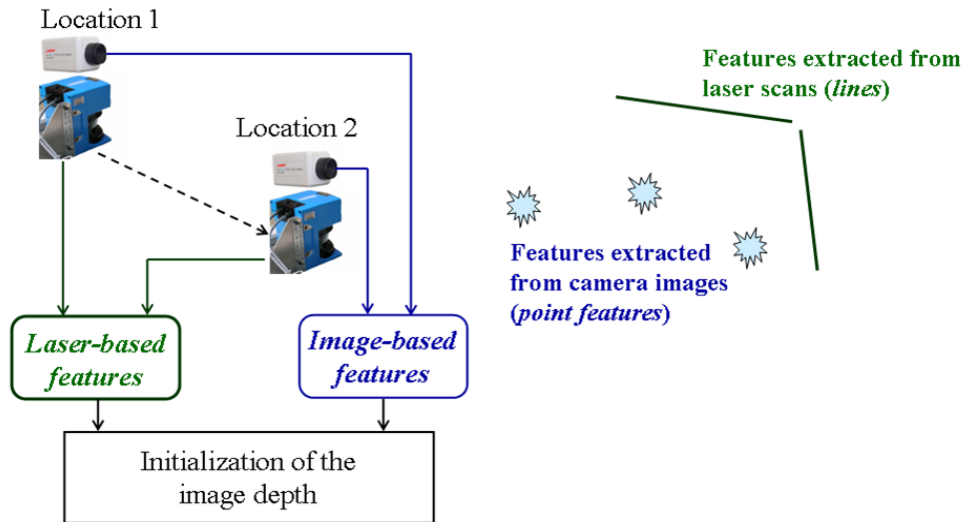 Location 1
Location 2
Laser-based
features
Image-based
features
Initialization of the
image depth
Features extracted from
laser scans (lines)
Features extracted
from camera images
(point features)